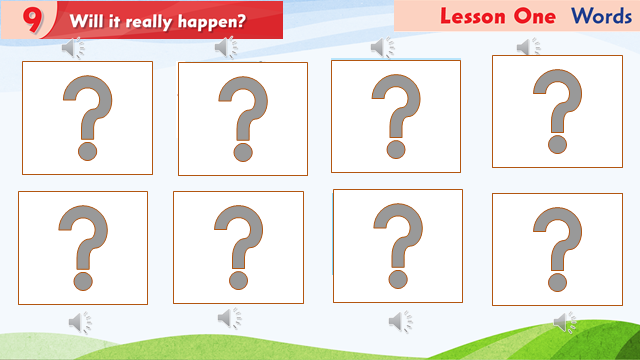 9 Will it really happen?
Lesson One Words
? ? ? ?
? ? ? ?